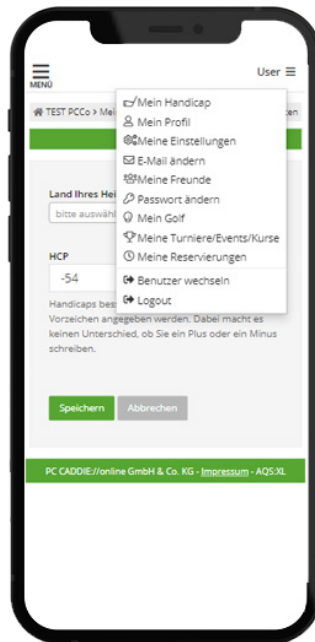 MENÜ
User
TEST PCCo > Mei
en
Mein Handicap
Mein Profil
Meine Einstellungen
E-Mail ändern
Meine Freunde
Passwort ändern
Mein Golf
Meine Turniere/Events/Kurse
Meine Reservierungen
Benutzer wechseln
Logout
Land Ihres Hei
bitte auswähl
HCP
-54
Handicaps bes
Vorzeichen angegeben werden. Dabei macht es
keinen Unterschied, ob Sie ein Plus oder ein Minus
schreiben.
Speichern
Abbrechen
PC CADDIE://online GmbH & Co. KG - Impressum - AQS:XL